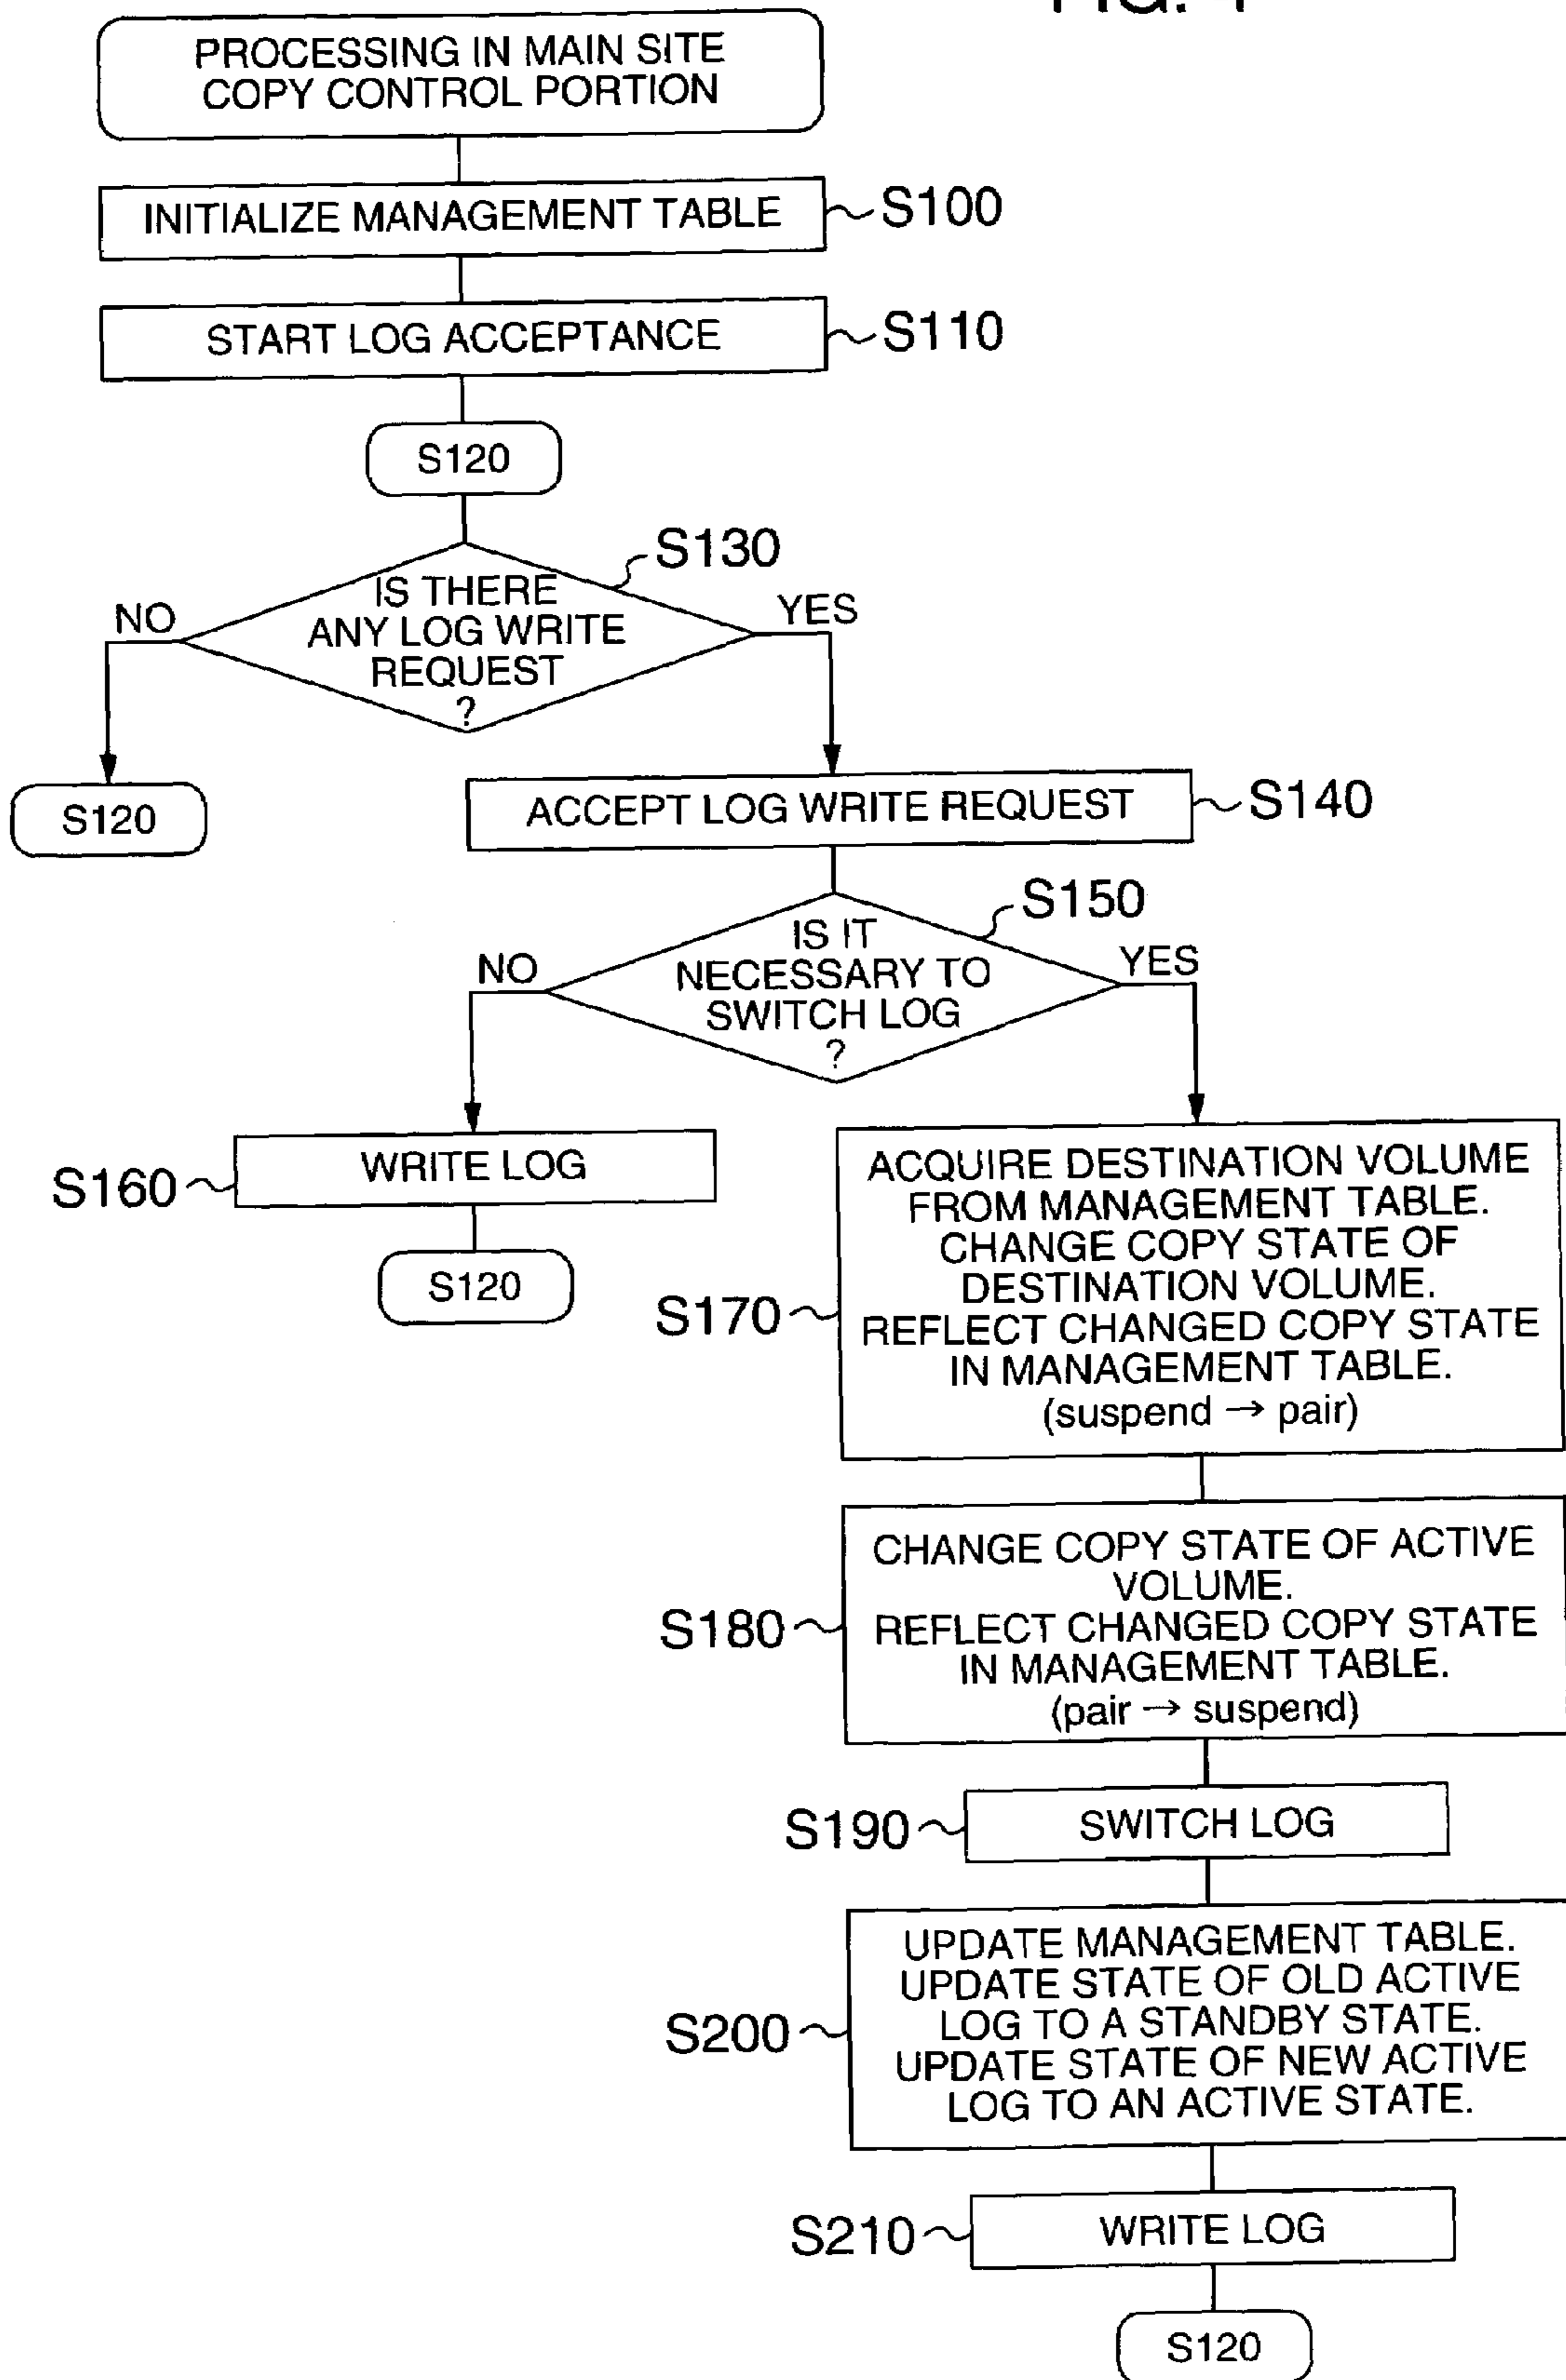 PROCESSING IN MAIN SITE
COPY CONTROL PORTION
INITIALIZE MANAGEMENT TABLE
S100
START LOG ACCEPTANCE
S110
S120
S130
IS THERE
ANY LOG WRITE
REQUEST
?
NO
YES
S120
ACCEPT LOG WRITE REQUEST
S140
S150
IS IT
NECESSARY TO
SWITCH LOG
?
NO
YES
S160
WRITE LOG
S120
S170
ACQUIRE DESTINATION VOLUME
FROM MANAGEMENT TABLE.
CHANGE COPY STATE OF
DESTINATION VOLUME.
REFLECT CHANGED COPY STATE
IN MANAGEMENT TABLE.
(suspend → pair)
S180
CHANGE COPY STATE OF ACTIVE
VOLUME.
REFLECT CHANGED COPY STATE
IN MANAGEMENT TABLE.
(pair → suspend)
S190
SWITCH LOG
S200
UPDATE MANAGEMENT TABLE.
UPDATE STATE OF OLD ACTIVE
LOG TO A STANDBY STATE.
UPDATE STATE OF NEW ACTIVE
LOG TO AN ACTIVE STATE.
S210
WRITE LOG
S120